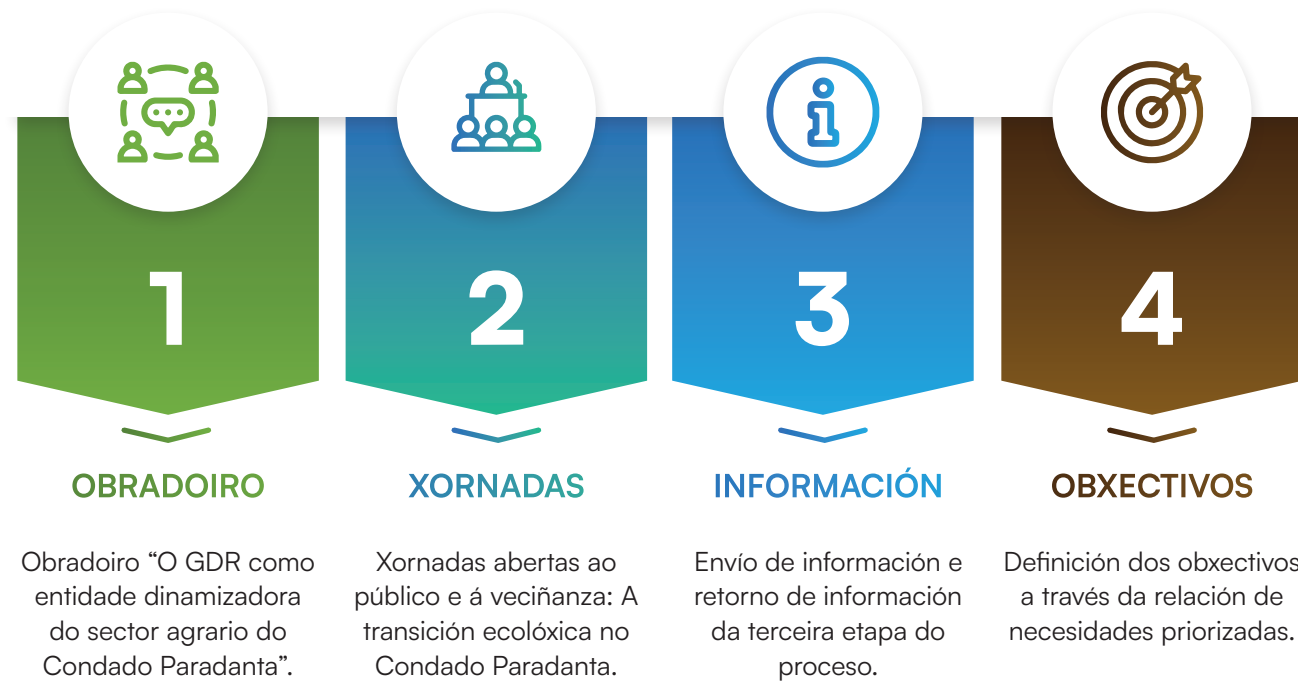 1
OBRADOIRO
Obradoiro “O GDR como
entidade dinamizadora
do sector agrario do
Condado Paradanta”.
2
XORNADAS
Xornadas abertas ao
público e á veciñanza: A
transición ecolóxica no
Condado Paradanta.
3
INFORMACIÓN
Envío de información e
retorno de información
da terceira etapa do
proceso.
4
OBXECTIVOS
Definición dos obxectivos
a través da relación de
necesidades priorizadas.